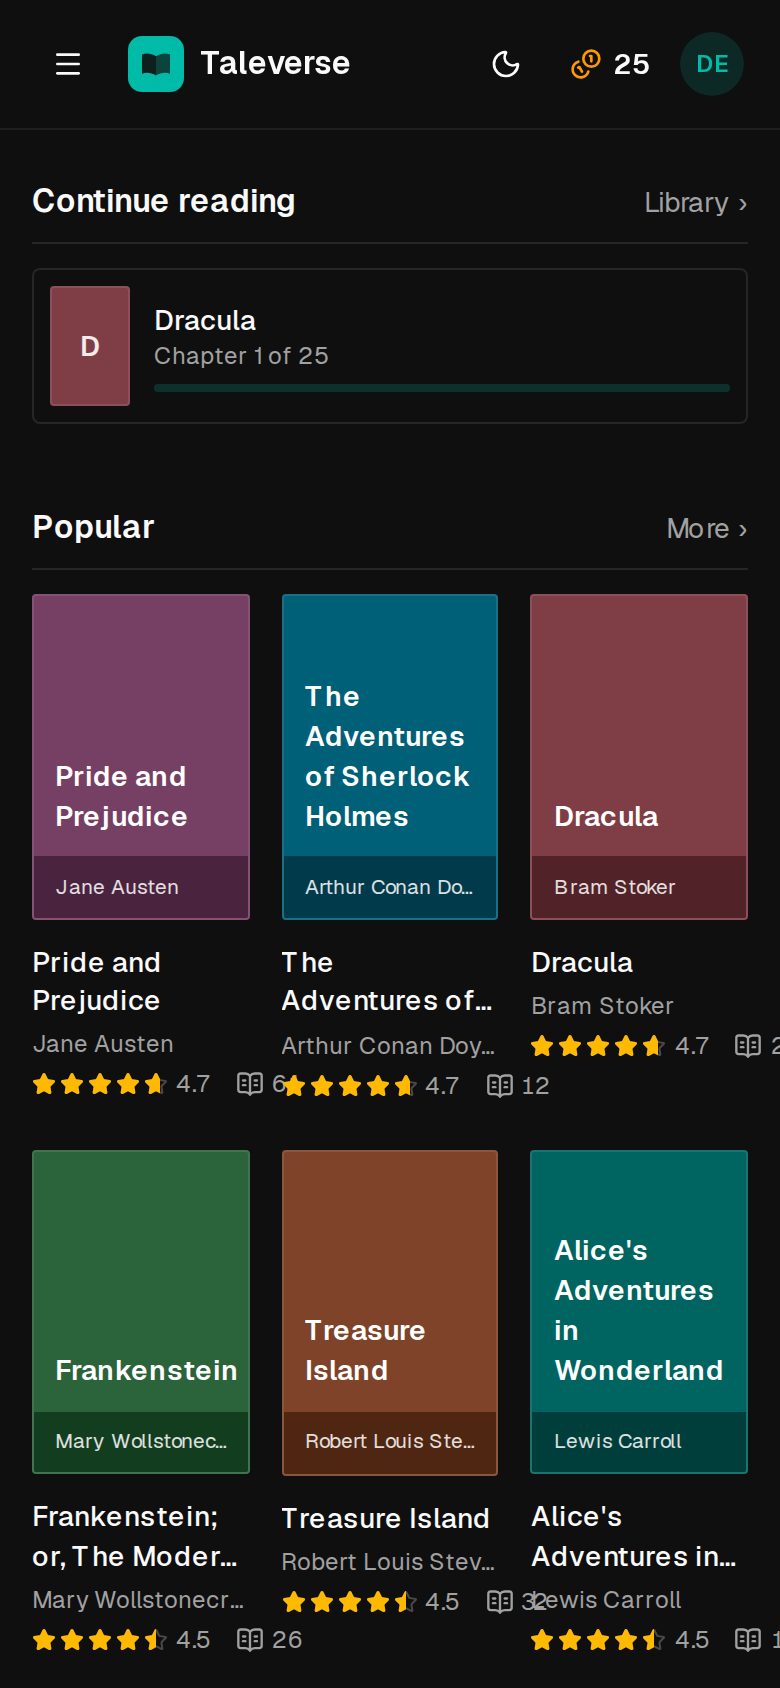 Taleverse 25 DE
Continue reading Library ›
D
Dracula
Chapter 1 of 25
Popular More ›
Pride and
Prejudice
Jane Austen
The
Adventures
of Sherlock
Holmes
Arthur Conan Do...
Dracula
Bram Stoker
Pride and
Prejudice
Jane Austen
4.7
The
Adventures of...
Arthur Conan Doy...
4.7 12
Dracula
Bram Stoker
4.7
Frankenstein
Mary Wollstonec...
Treasure
Island
Robert Louis Ste...
Alice's
Adventures
in
Wonderland
Lewis Carroll
Frankenstein;
or, The Moder...
Mary Wollstonecr...
4.5 26
Treasure Island
Robert Louis Stev...
4.5 32
Alice's
Adventures in...
Lewis Carroll
4.5